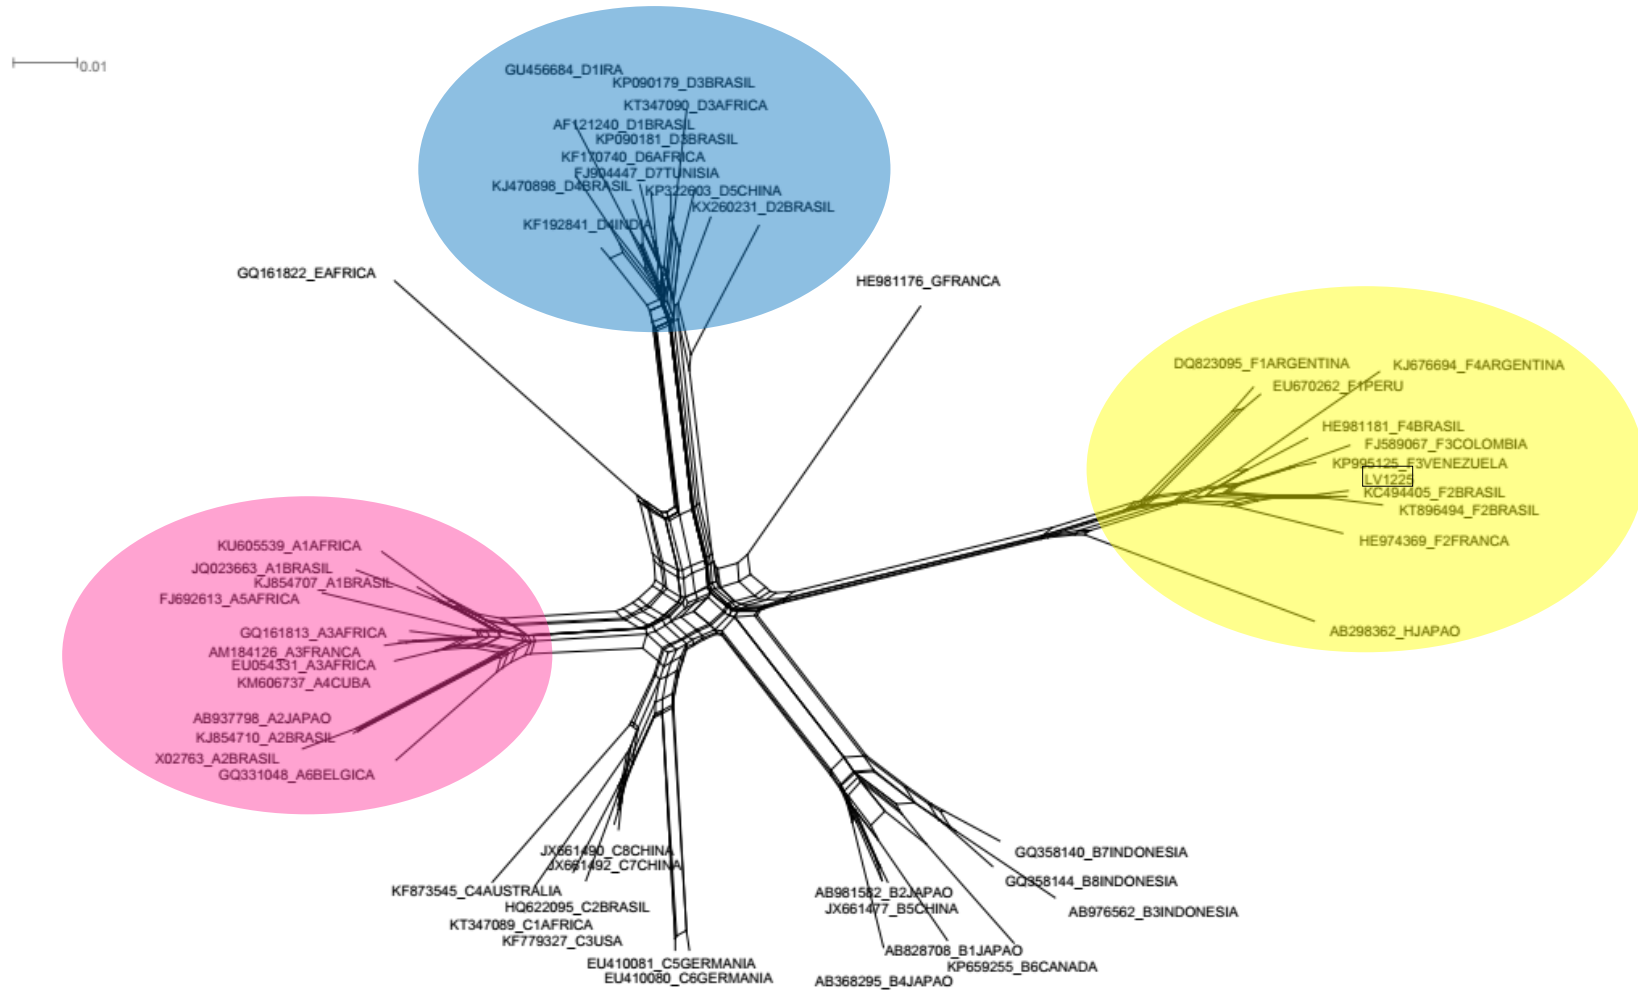 0.01
GU456684_D1IRA
KP090179_D3BRASIL
KT347090_D3AFRICA
AF121240_D1BRASIL
KP090181_D3BRASIL
KF170740_D6AFRICA
FJ904447_D7TUNISIA
KJ470898_D4BRASIL
KP322603_D5CHINA
KX260231_D2BRASIL
KF192841_D4INDIA
GQ161822_EAFRICA
HE981176_GFRANCA
DQ823095_F1ARGENTINA
KJ676694_F4ARGENTINA
EU670262_F1PERU
HE981181_F4BRASIL
FJ589067_F3COLOMBIA
KP995125_F3VENEZUELA
LV1225
KC494405_F2BRASIL
KT896494_F2BRASIL
HE974369_F2FRANCA
AB298362_HJAPAO
KU605539_A1AFRICA
JQ023663_A1BRASIL
KJ854707_A1BRASIL
FJ692613_A5AFRICA
GQ161813_A3AFRICA
AM184126_A3FRANCA
EU054331_A3AFRICA
KM606737_A4CUBA
AB937798_A2JAPAO
KJ854710_A2BRASIL
X02763_A2BRASIL
GQ331048_A6BELGICA
JX661490_C8CHINA
JX661492_C7CHINA
KF873545_C4AUSTRALIA
HQ622095_C2BRASIL
KT347089_C1AFRICA
KF779327_C3USA
EU410081_C5GERMANIA
EU410080_C6GERMANIA
GQ358140_B7INDONESIA
GQ358144_B8INDONESIA
AB981582_B2JAPAO
JX661477_B5CHINA
AB976562_B3INDONESIA
AB828708_B1JAPAO
KP659255_B6CANADA
AB368295_B4JAPAO